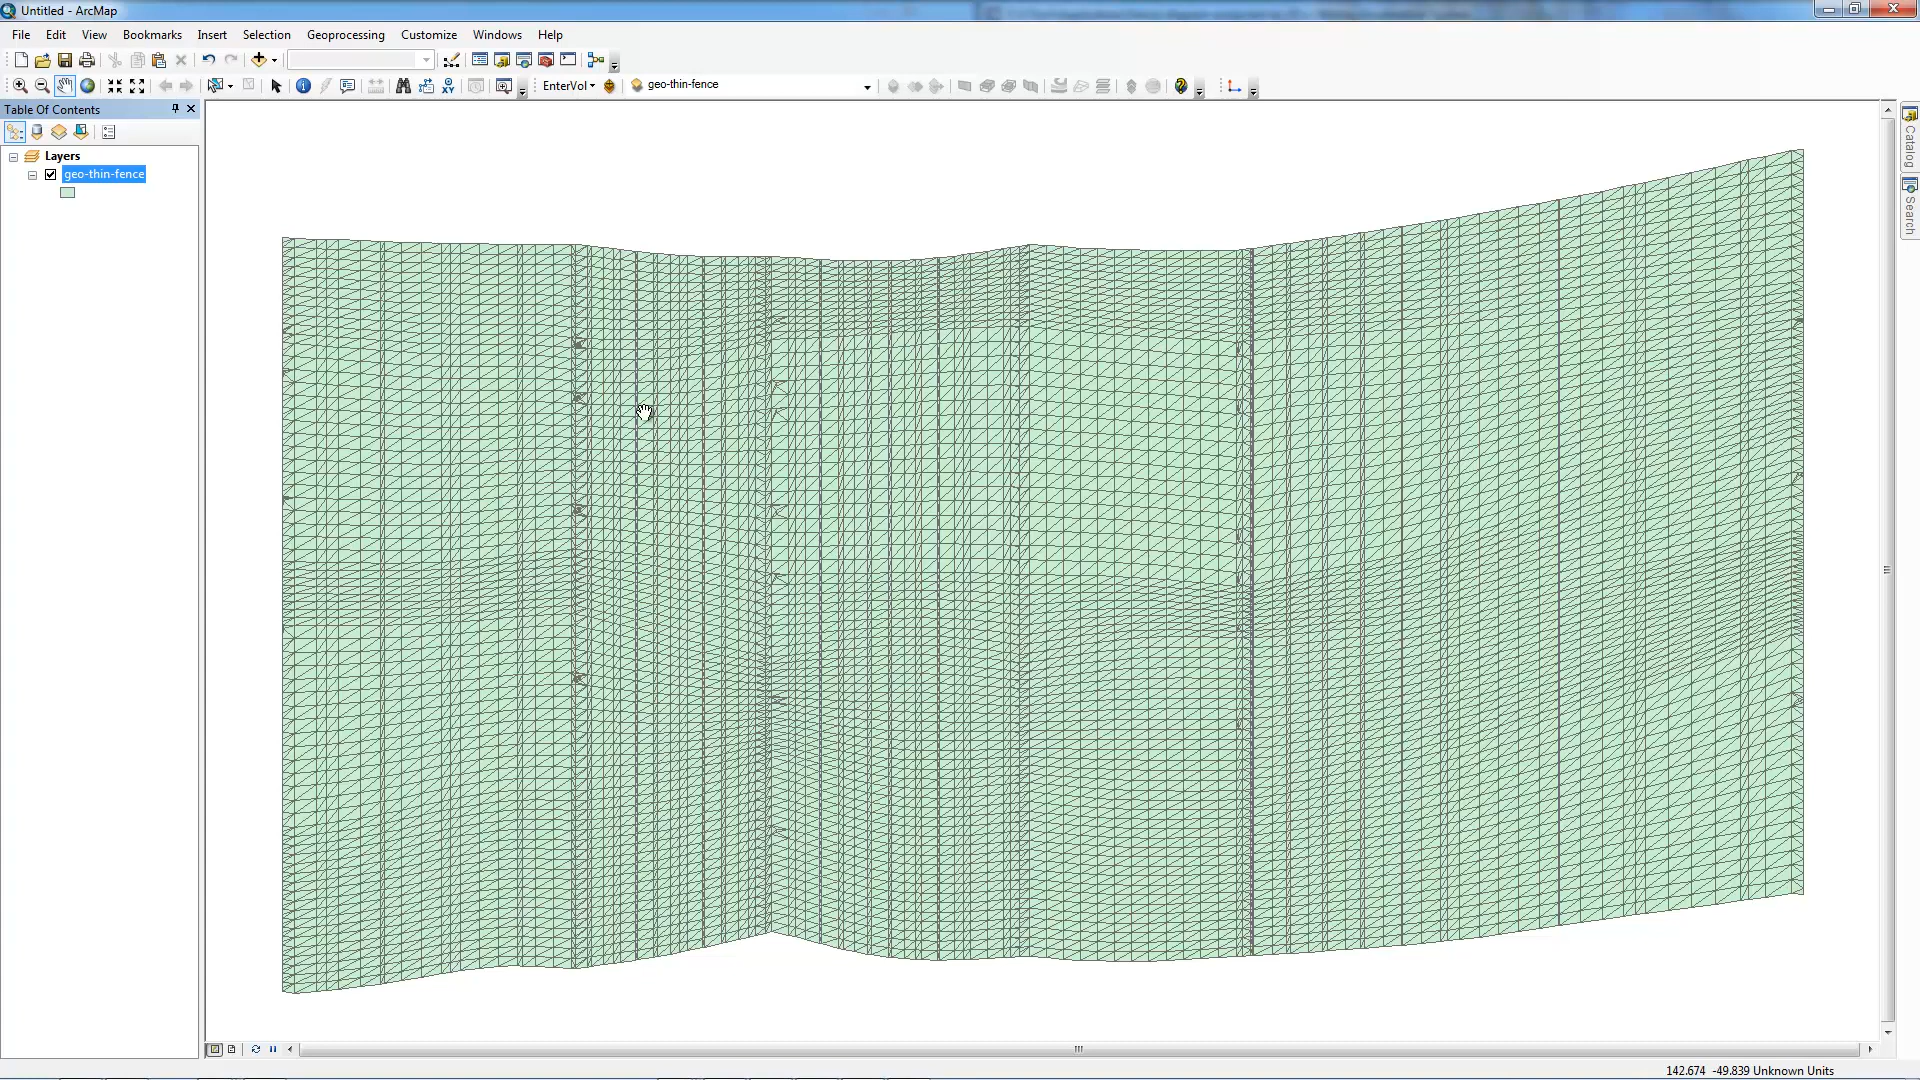 Untitled - ArcMap
File Edit View Bookmarks Insert Selection Geoprocessing Customize Windows Help
EnterVol geo-thin-fence
Table Of Contents
Layers
geo-thin-fence
Catalog
Search
142.674 -49.839 Unknown Units